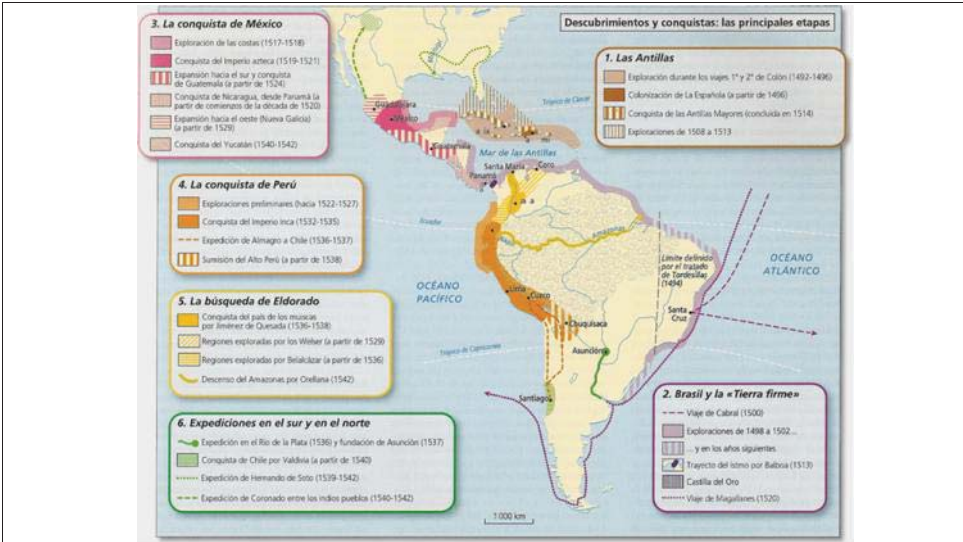 Descubrimientos y conquistas: las principales etapas
3. La conquista de México
Exploración de las costas (1517-1518)
Conquista del Imperio azteca (1519-1521)
Expansión hacia el sur y conquista
de Guatemala (a partir de 1524)
Conquista de Nicaragua, desde Panamá (a
partir de comienzos de la década de 1520)
Expansión hacia el oeste (Nueva Galicia)
(a partir de 1529)
Conquista del Yucatán (1540-1542)
1. Las Antillas
Exploración durante los viajes 1º y 2º de Colón (1492-1496)
Colonización de La Española (a partir de 1496)
Conquista de las Antillas Mayores (concluida en 1514)
Exploraciones de 1508 a 1513
4. La conquista de Perú
Exploraciones preliminares (hacia 1522-1527)
Conquista del Imperio inca (1532-1535)
Expedición de Almagro a Chile (1536-1537)
Sumisión del Alto Perú (a partir de 1538)
5. La búsqueda de Eldorado
Conquista del país de los muiscas
por Jiménez de Quesada (1536-1538)
Regiones exploradas por los Welser (a partir de 1529)
Regiones exploradas por Belalcázar (a partir de 1536)
Descenso del Amazonas por Orellana (1542)
6. Expediciones en el sur y en el norte
Expedición en el Río de la Plata (1536) y fundación de Asunción (1537)
Conquista de Chile por Valdivia (a partir de 1540)
Expedición de Hernando de Soto (1539-1542)
Expedición de Coronado entre los indios pueblos (1540-1542)
2. Brasil y la «Tierra firme»
Viaje de Cabral (1500)
Exploraciones de 1498 a 1502...
... y en los años siguientes
Trayecto del istmo por Balboa (1513)
Castilla del Oro
Viaje de Magallanes (1520)
Trópico de Cáncer
Guadalajara
México
Guatemala
Mar de las Antillas
Santa María
Coro
Panamá
Ecuador
Amazonas
OCÉANO
PACÍFICO
OCÉANO
ATLÁNTICO
Límite definido
por el tratado
de Tordesillas
(1494)
Lima
Cuzco
Chuquisaca
Santa
Cruz
Trópico de Capricornio
Asunción
Santiago
1 000 km